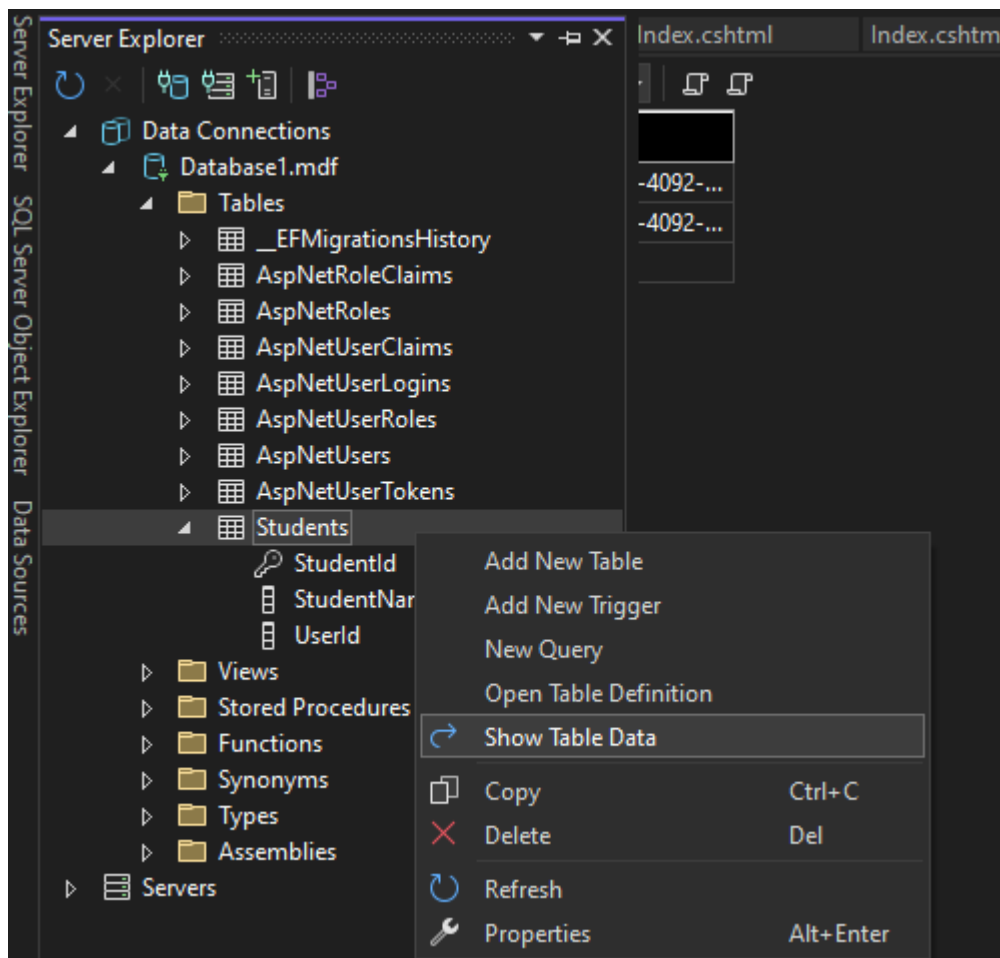 Server Explorer
SQL Server Object Explorer
Data Sources
Server Explorer
Index.cshtml
Index.cshtm
Data Connections
Database1.mdf
Tables
__EFMigrationsHistory
AspNetRoleClaims
AspNetRoles
AspNetUserClaims
AspNetUserLogins
AspNetUserRoles
AspNetUsers
AspNetUserTokens
Students
StudentId
StudentNar
UserId
Views
Stored Procedures
Functions
Synonyms
Types
Assemblies
Servers
-4092-...
-4092-...
Add New Table
Add New Trigger
New Query
Open Table Definition
Show Table Data
Copy Ctrl+C
Delete Del
Refresh
Properties Alt+Enter